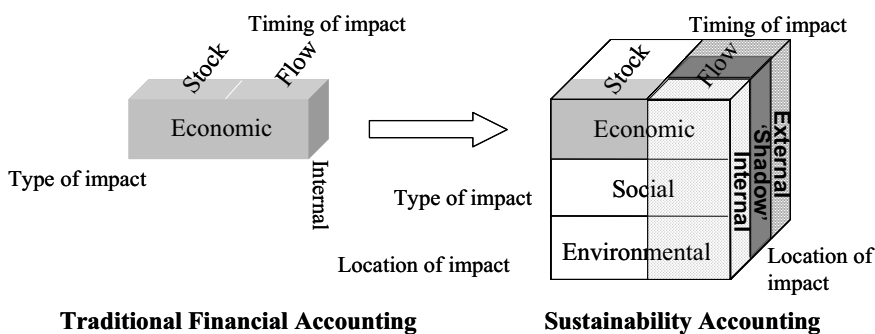 Timing of impact
Stock
Flow
Economic
Internal
Type of impact
Traditional Financial Accounting
Timing of impact
Stock
Flow
Economic
Social
Environmental
Internal
'Shadow'
External
Type of impact
Location of impact
Location of
impact
Sustainability Accounting